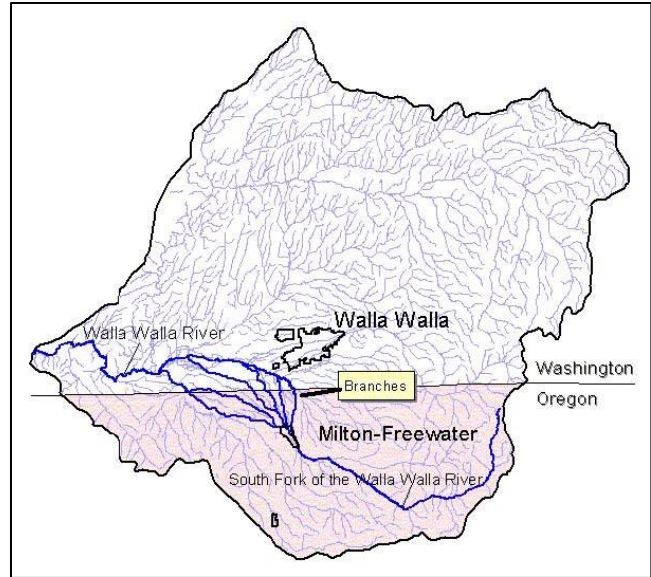 Walla Walla
Walla Walla River
Washington
Branches
Oregon
Milton-Freewater
South Fork of the Walla Walla River